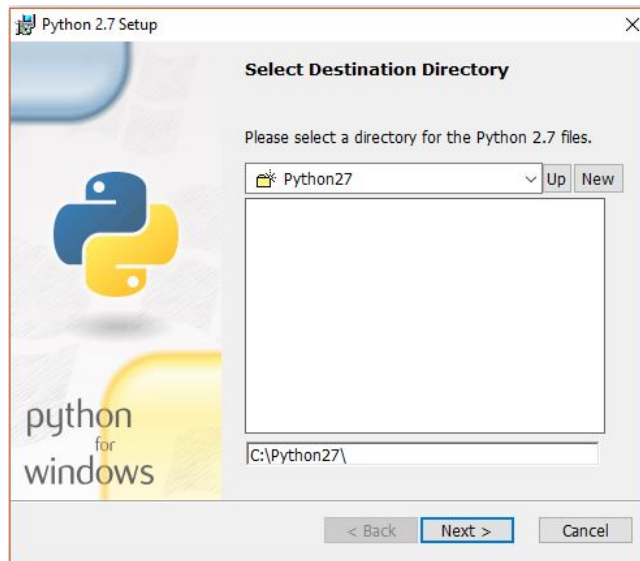 Python 2.7 Setup
Select Destination Directory
Please select a directory for the Python 2.7 files.
Python27
Up
New
C:\Python27\
python
for
windows
< Back
Next >
Cancel